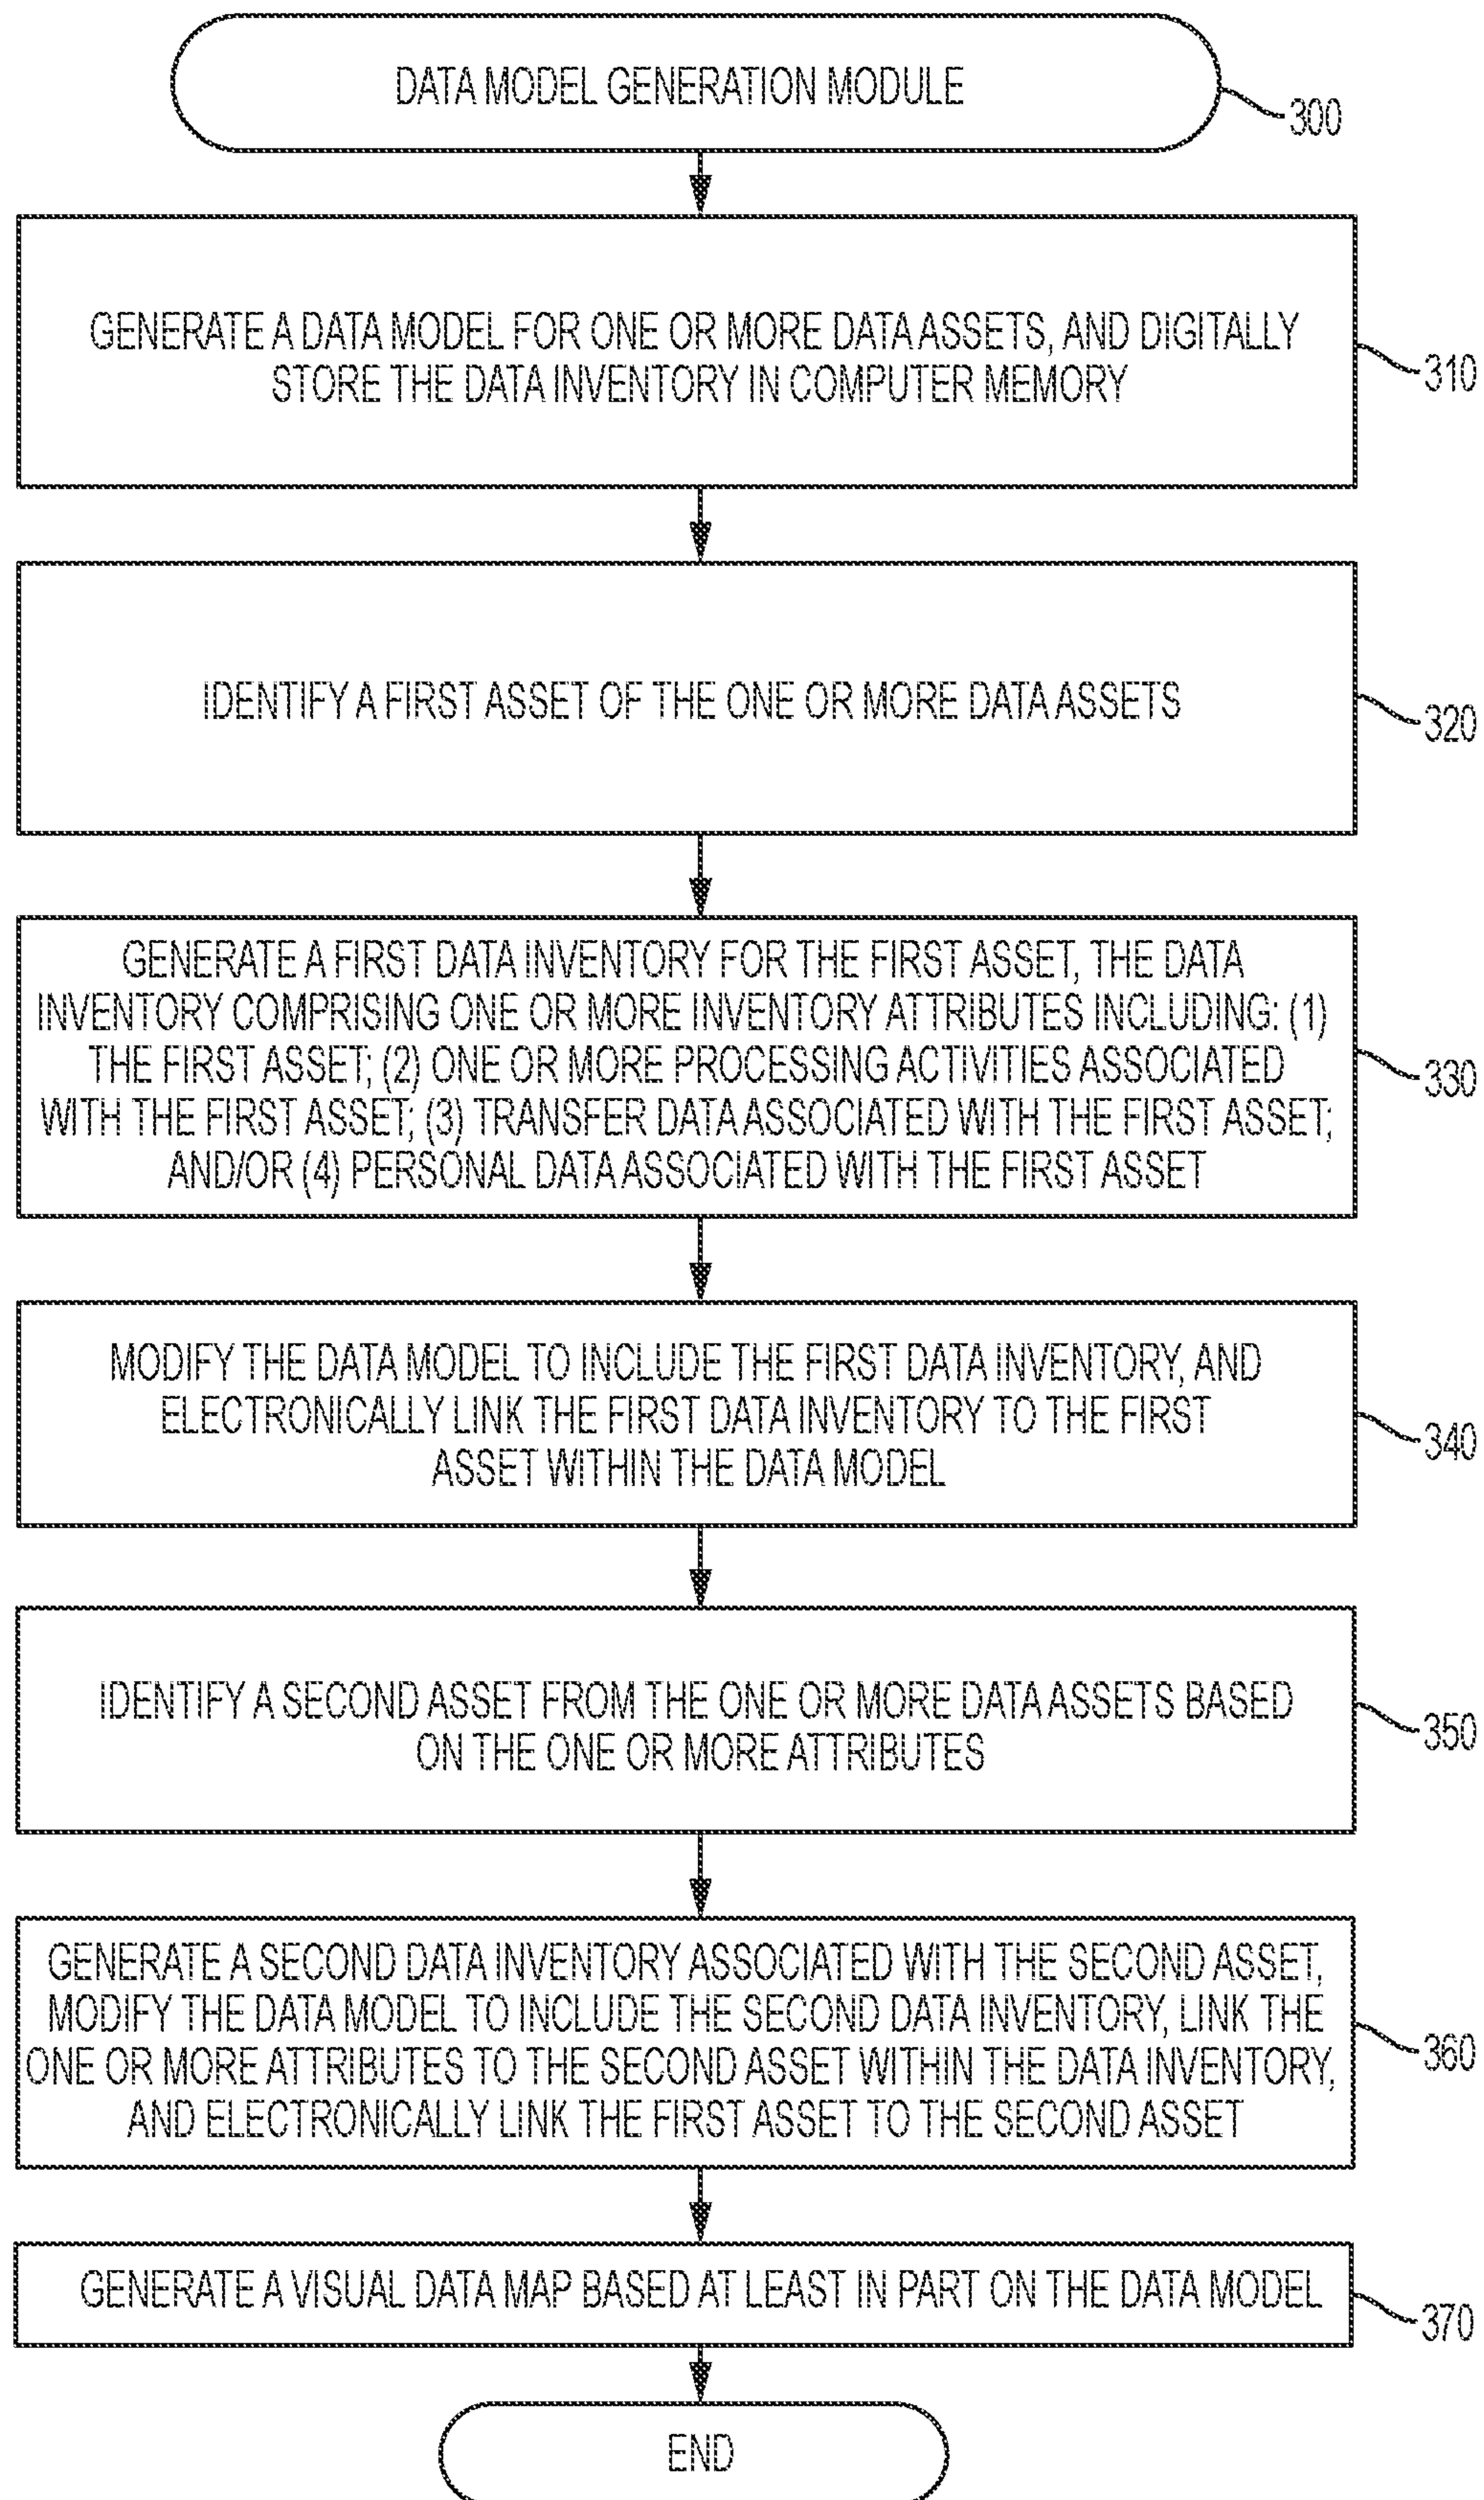 DATA MODEL GENERATION MODULE
300
GENERATE A DATA MODEL FOR ONE OR MORE DATA ASSETS, AND DIGITALLY
STORE THE DATA INVENTORY IN COMPUTER MEMORY
310
IDENTIFY A FIRST ASSET OF THE ONE OR MORE DATA ASSETS
320
GENERATE A FIRST DATA INVENTORY FOR THE FIRST ASSET, THE DATA
INVENTORY COMPRISING ONE OR MORE INVENTORY ATTRIBUTES INCLUDING: (1)
THE FIRST ASSET; (2) ONE OR MORE PROCESSING ACTIVITIES ASSOCIATED
WITH THE FIRST ASSET; (3) TRANSFER DATA ASSOCIATED WITH THE FIRST ASSET;
AND/OR (4) PERSONAL DATA ASSOCIATED WITH THE FIRST ASSET
330
MODIFY THE DATA MODEL TO INCLUDE THE FIRST DATA INVENTORY, AND
ELECTRONICALLY LINK THE FIRST DATA INVENTORY TO THE FIRST
ASSET WITHIN THE DATA MODEL
340
IDENTIFY A SECOND ASSET FROM THE ONE OR MORE DATA ASSETS BASED
ON THE ONE OR MORE ATTRIBUTES
350
GENERATE A SECOND DATA INVENTORY ASSOCIATED WITH THE SECOND ASSET,
MODIFY THE DATA MODEL TO INCLUDE THE SECOND DATA INVENTORY, LINK THE
ONE OR MORE ATTRIBUTES TO THE SECOND ASSET WITHIN THE DATA INVENTORY,
AND ELECTRONICALLY LINK THE FIRST ASSET TO THE SECOND ASSET
360
GENERATE A VISUAL DATA MAP BASED AT LEAST IN PART ON THE DATA MODEL
370
END